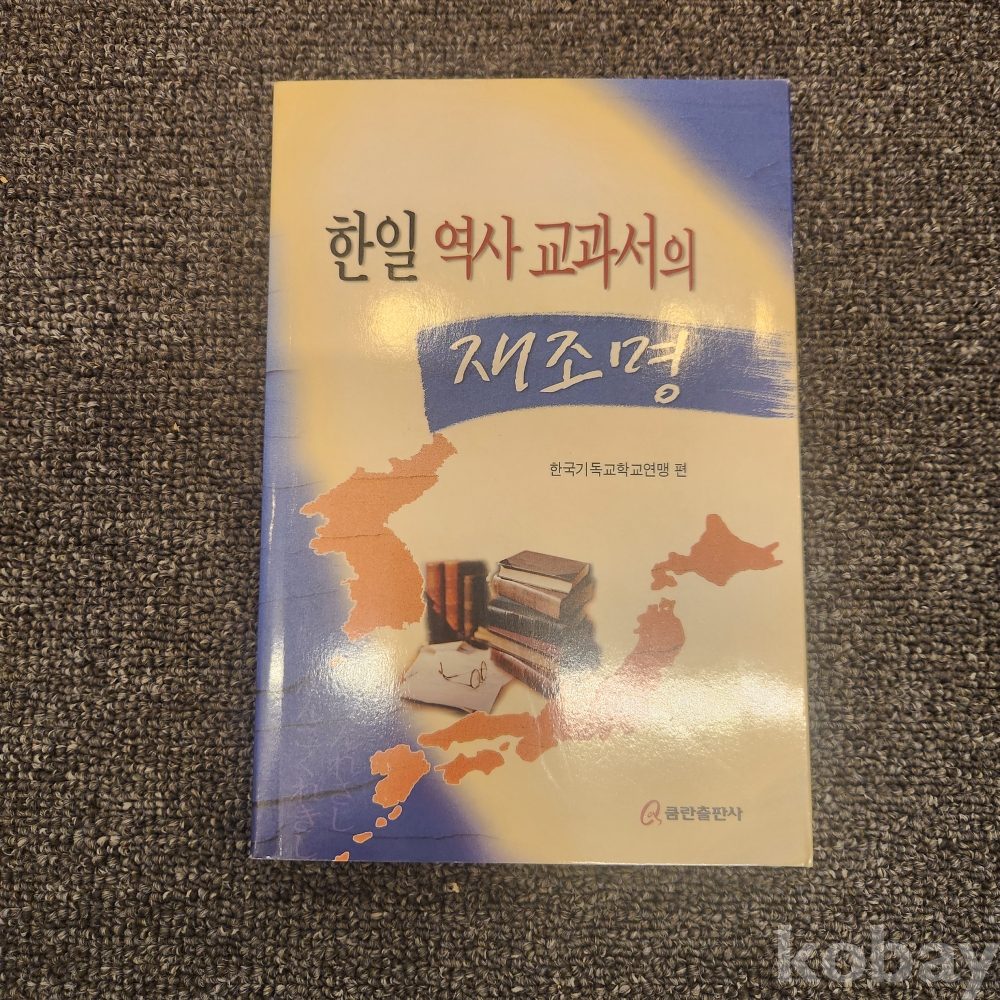 한일 역사 교과서의
재조명
한국기독교학교연맹 편
쿰란출판사
kobay